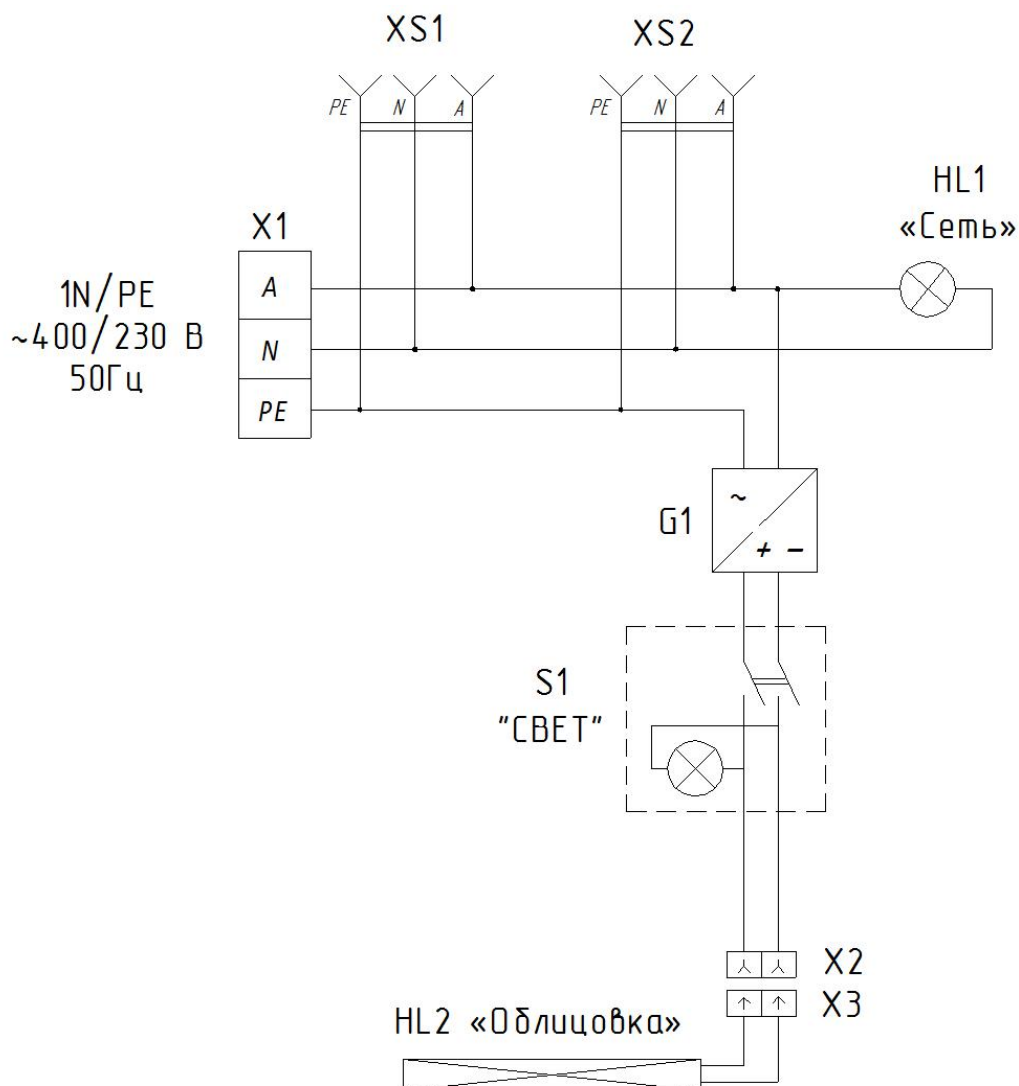 XS1
XS2
PE
N
A
PE
N
A
HL1
«Сеть»
X1
A
N
PE
1N/PE
~400/230 В
50Гц
G1
~
+ −
S1
"СВЕТ"
X2
X3
HL2 «Облицовка»